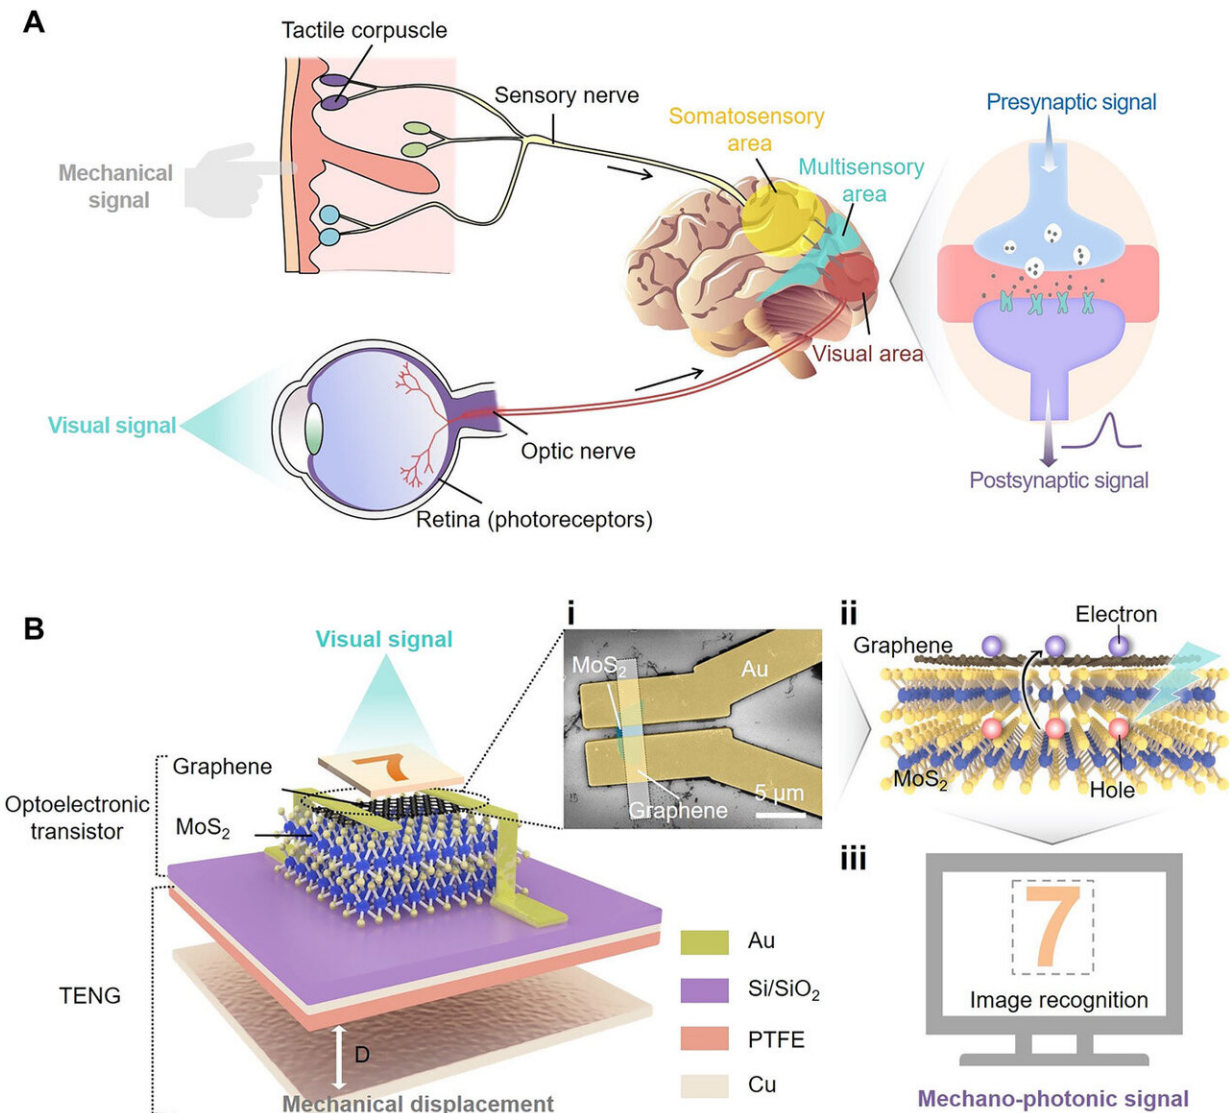 A
Tactile corpuscle
Sensory nerve
Mechanical
signal
Somatosensory
area
Multisensory
area
Visual area
Presynaptic signal
Postsynaptic signal
Visual signal
Optic nerve
Retina (photoreceptors)
B
Visual signal
7
Graphene
MoS₂
Optoelectronic
transistor
TENG
D
Mechanical displacement
Au
Si/SiO₂
PTFE
Cu
i
MoS₂
Au
Graphene
5 μm
ii
Electron
Graphene
MoS₂
Hole
iii
7
Image recognition
Mechano-photonic signal